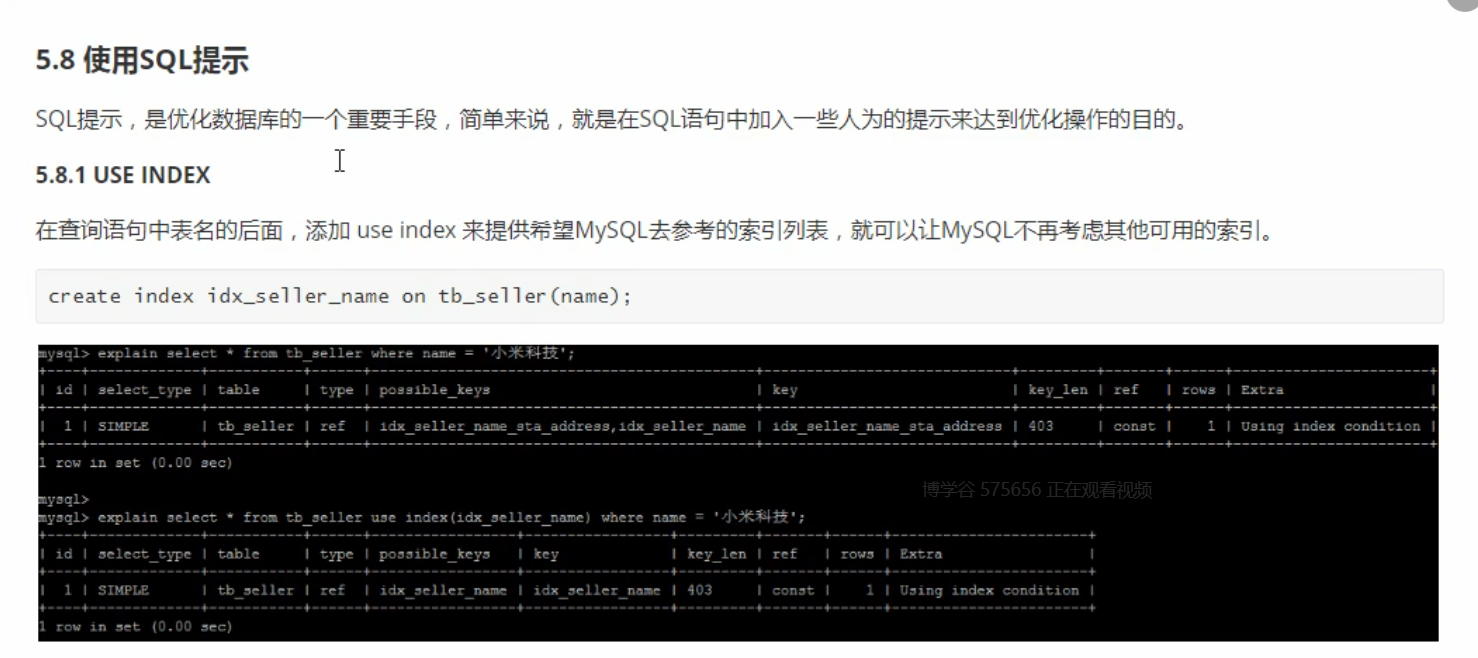 5.8 使用SQL提示
SQL提示，是优化数据库的一个重要手段，简单来说，就是在SQL语句中加入一些人为的提示来达到优化操作的目的。
5.8.1 USE INDEX
在查询语句中表名的后面，添加 use index 来提供希望MySQL去参考的索引列表，就可以让MySQL不再考虑其他可用的索引。
create index idx_seller_name on tb_seller(name);
mysql> explain select * from tb_seller where name = '小米科技';
| id | select_type | table | type | possible_keys | key | key_len | ref | rows | Extra |
| 1 | SIMPLE | tb_seller | ref | idx_seller_name_sta_address,idx_seller_name | idx_seller_name_sta_address | 403 | const | 1 | Using index condition |
1 row in set (0.00 sec)
博学谷 575656 正在观看视频
mysql>
mysql> explain select * from tb_seller use index(idx_seller_name) where name = '小米科技';
| id | select_type | table | type | possible_keys | key | key_len | ref | rows | Extra |
| 1 | SIMPLE | tb_seller | ref | idx_seller_name | idx_seller_name | 403 | const | 1 | Using index condition |
1 row in set (0.00 sec)